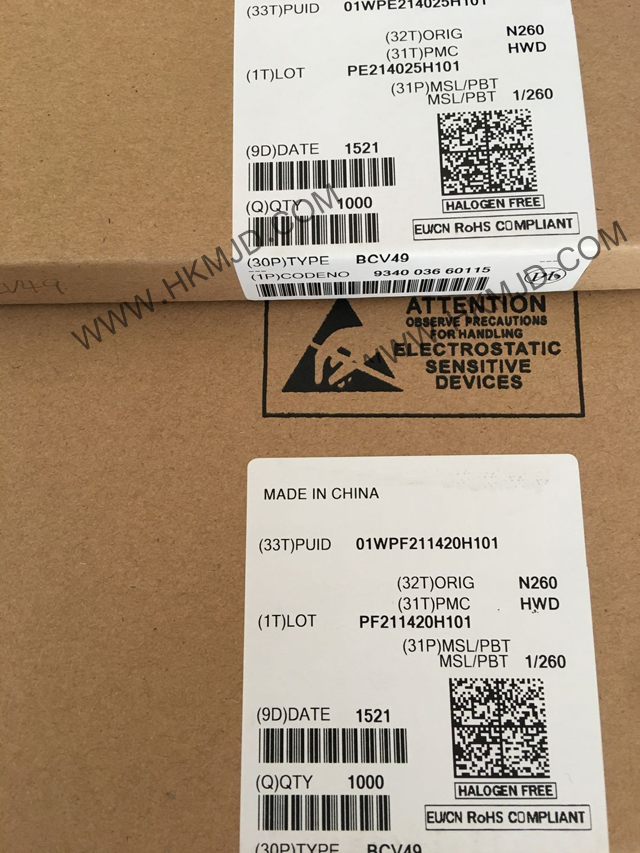 (33T)PUID 01WPE214025H101
(32T)ORIG N260
(31T)PMC HWD
(1T)LOT PE214025H101
(31P)MSL/PBT
MSL/PBT 1/260
(9D)DATE 1521
(Q)QTY 1000
HALOGEN FREE
EU/CN RoHS COMPLIANT
(30P)TYPE BCV49
(1P)CODENO 9340 036 60115
WWW.HKMJD.COM
WWW.HKMJD.COM
ATTENTION
OBSERVE PRECAUTIONS
FOR HANDLING
ELECTROSTATIC
SENSITIVE
DEVICES
MADE IN CHINA
(33T)PUID 01WPF211420H101
(32T)ORIG N260
(31T)PMC HWD
(1T)LOT PF211420H101
(31P)MSL/PBT
MSL/PBT 1/260
(9D)DATE 1521
(Q)QTY 1000
HALOGEN FREE
EU/CN RoHS COMPLIANT
(30P)TYPE BCV49